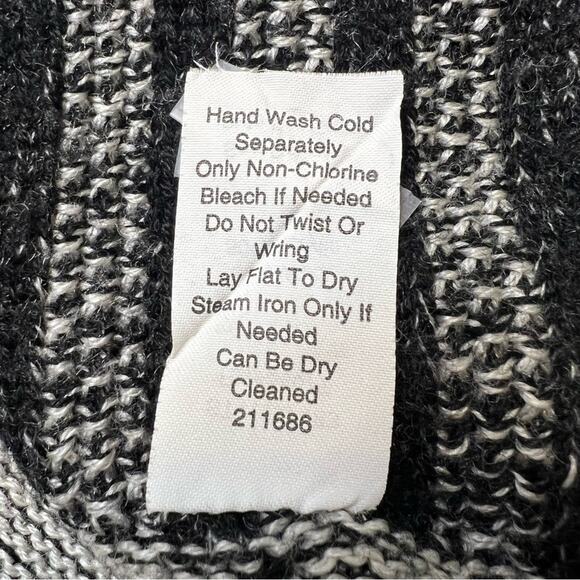 Hand Wash Cold
Separately
Only Non-Chlorine
Bleach If Needed
Do Not Twist Or
Wring
Lay Flat To Dry
Steam Iron Only If
Needed
Can Be Dry
Cleaned
211686